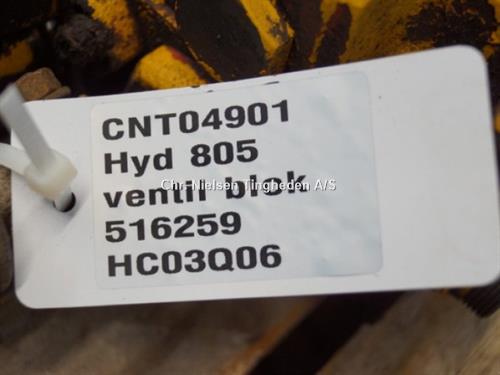 CNT04901
Hyd 805
ventil blok
Chr. Nielsen Tingheden A/S
516259
HC03Q06